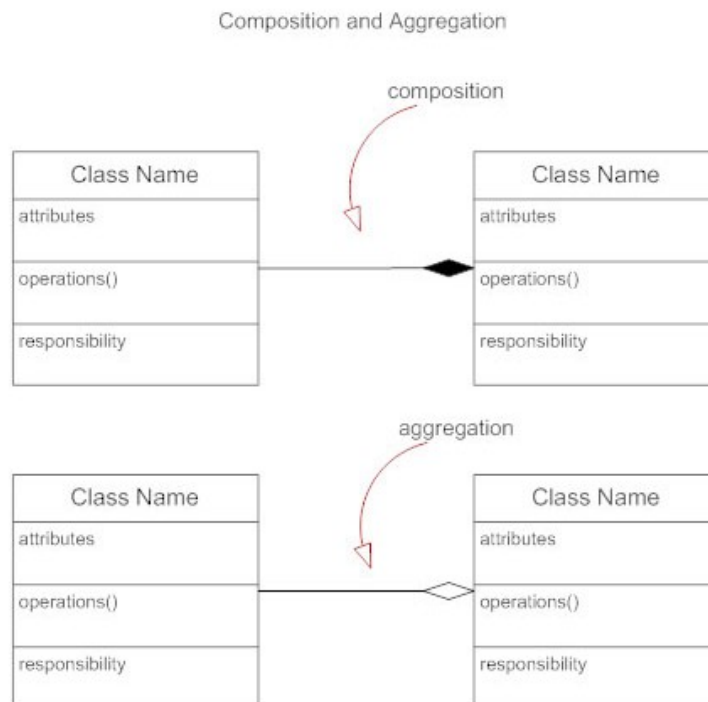 Composition and Aggregation
composition
Class Name
attributes
operations()
responsibility
Class Name
attributes
operations()
responsibility
aggregation
Class Name
attributes
operations()
responsibility
Class Name
attributes
operations()
responsibility